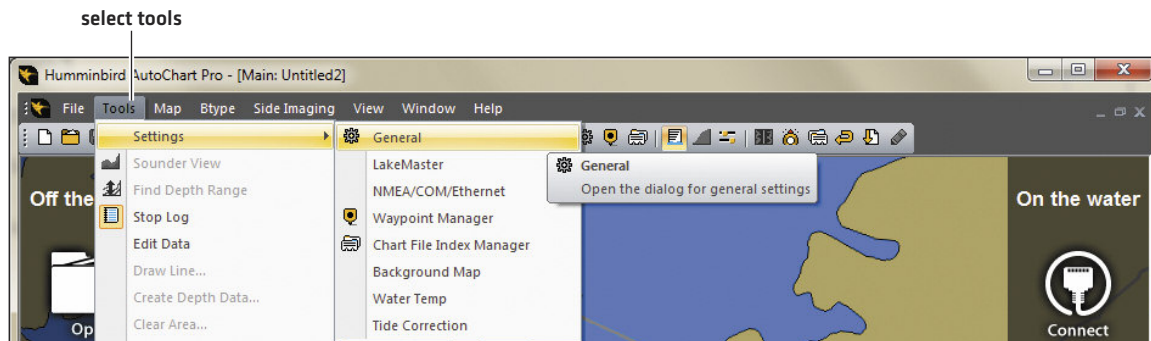 select tools
Humminbird AutoChart Pro - [Main: Untitled2]
File Tools Map Btype Side Imaging View Window Help
Settings
Sounder View
Find Depth Range
Stop Log
Edit Data
Draw Line...
Create Depth Data...
Clear Area...
General
LakeMaster
NMEA/COM/Ethernet
Waypoint Manager
Chart File Index Manager
Background Map
Water Temp
Tide Correction
General
Open the dialog for general settings
Off the
Op
On the water
Connect